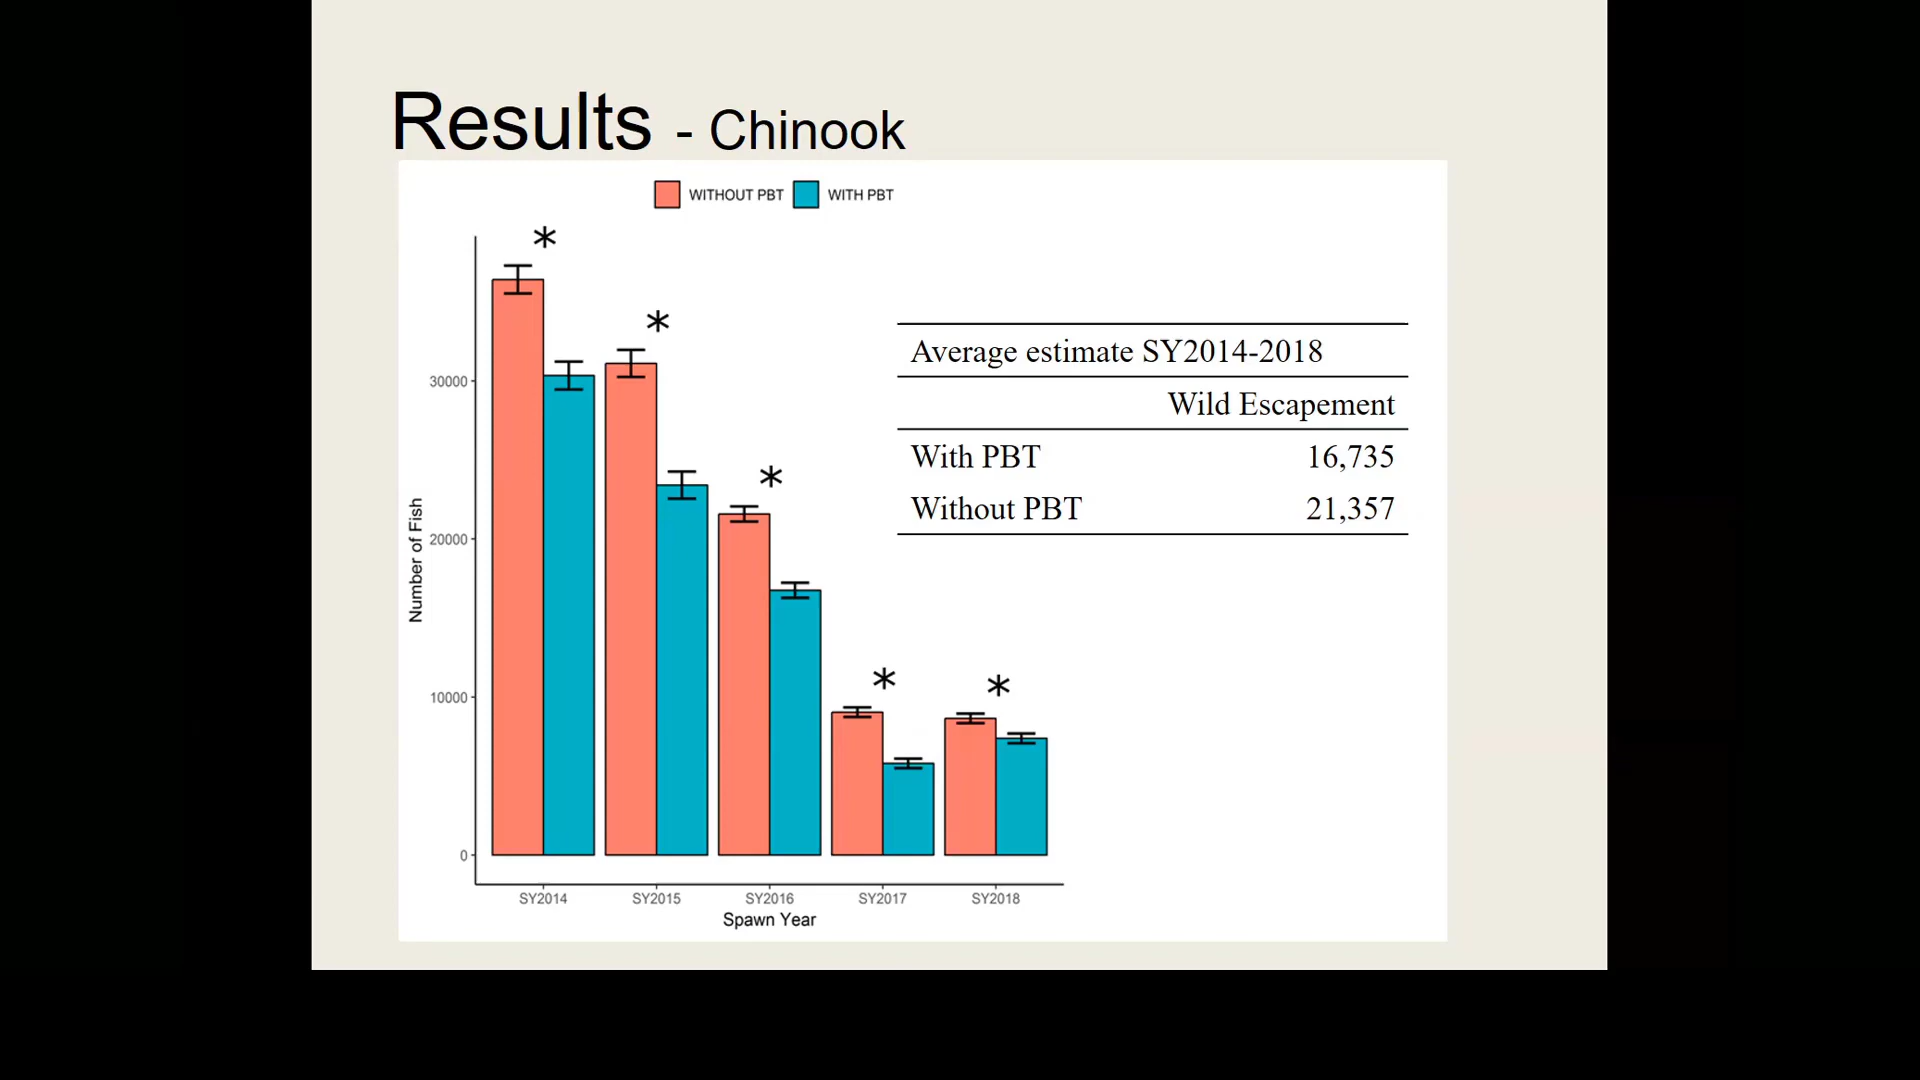 Results - Chinook
WITHOUT PBT WITH PBT
*
*
*
*
*
Number of Fish
30000
20000
10000
0
SY2014 SY2015 SY2016 SY2017 SY2018
Spawn Year
Average estimate SY2014-2018
Wild Escapement
With PBT 16,735
Without PBT 21,357